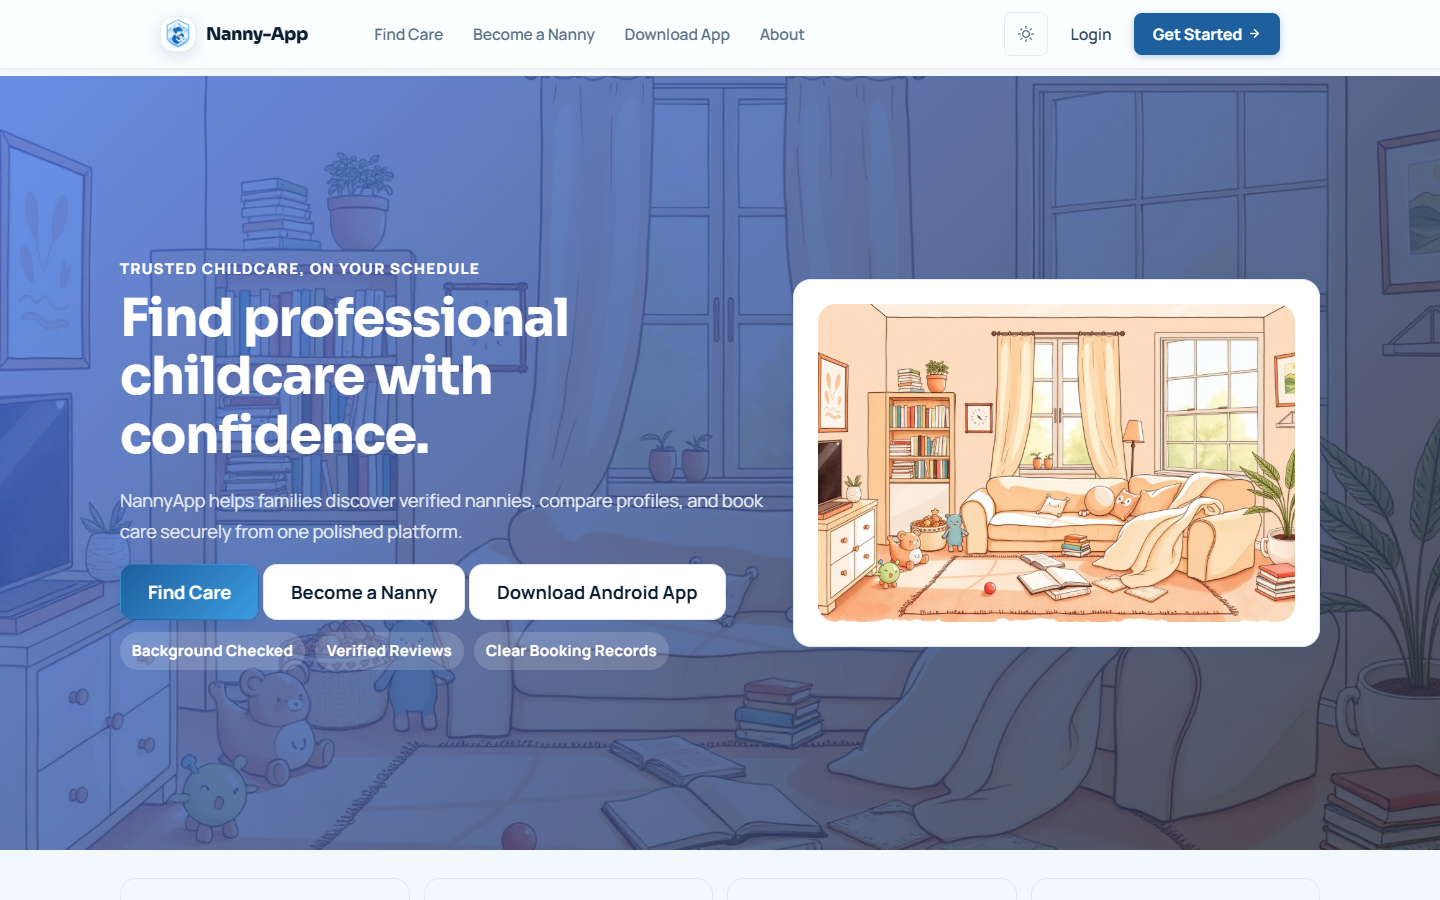 Nanny-App
Find Care
Become a Nanny
Download App
About
Login
Get Started
TRUSTED CHILDCARE, ON YOUR SCHEDULE
Find professional
childcare with
confidence.
NannyApp helps families discover verified nannies, compare profiles, and book
care securely from one polished platform.
Find Care
Become a Nanny
Download Android App
Background Checked
Verified Reviews
Clear Booking Records